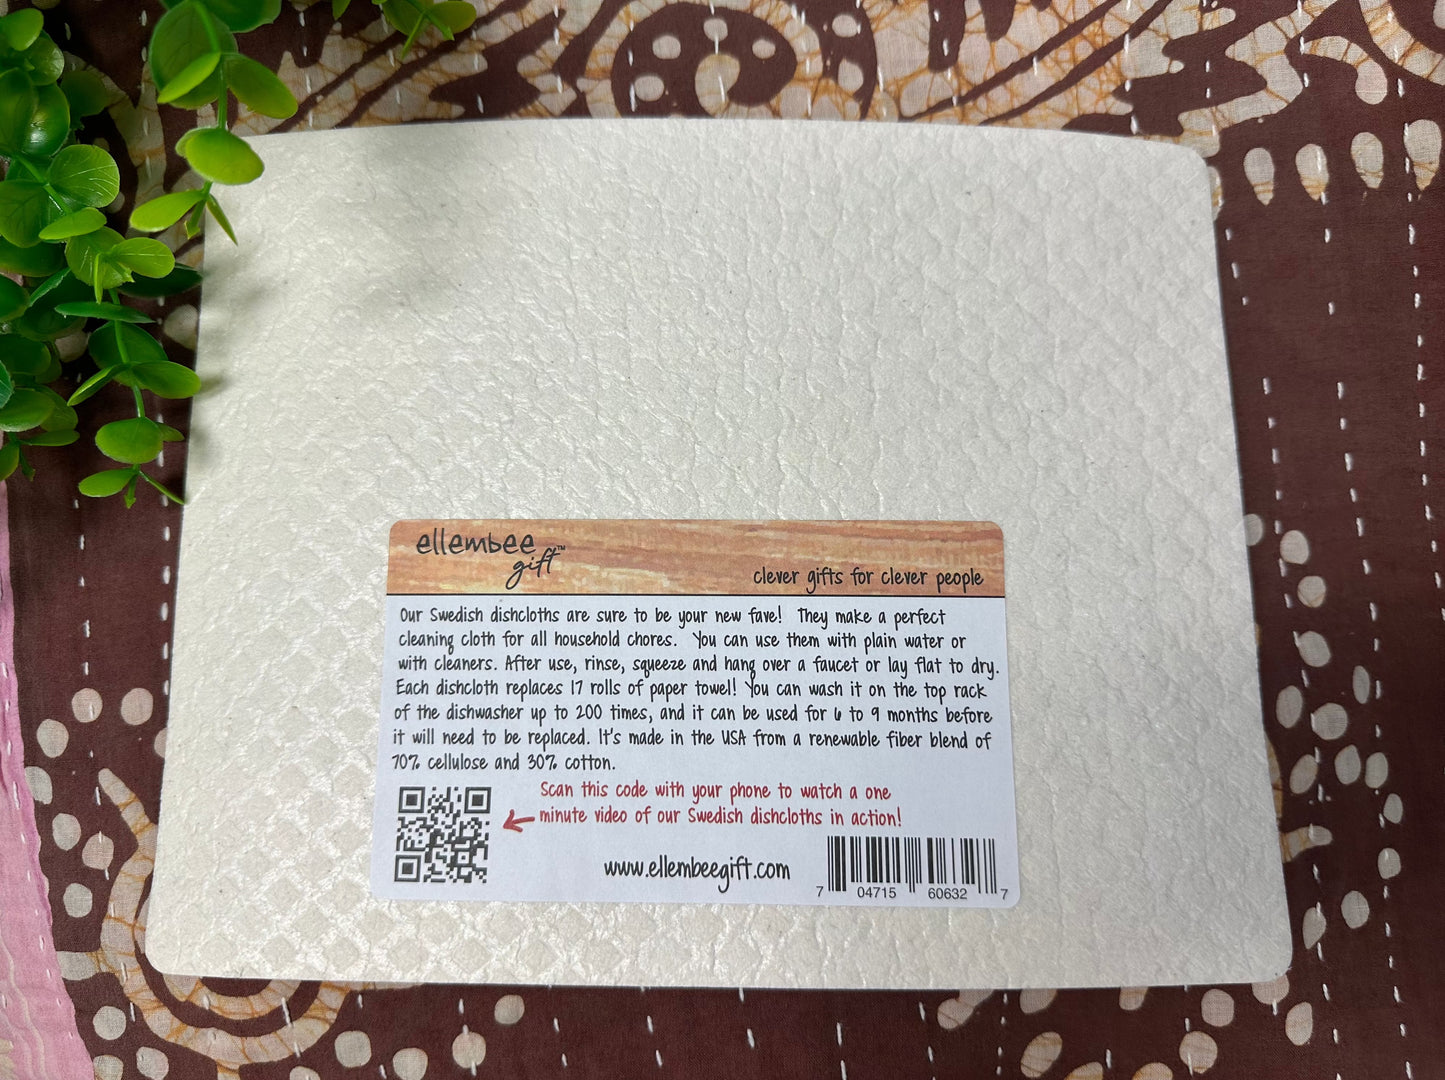 ellembee
gift™
clever gifts for clever people
Our Swedish dishcloths are sure to be your new fave! They make a perfect
cleaning cloth for all household chores. You can use them with plain water or
with cleaners. After use, rinse, squeeze and hang over a faucet or lay flat to dry.
Each dishcloth replaces 17 rolls of paper towel! You can wash it on the top rack
of the dishwasher up to 200 times, and it can be used for 6 to 9 months before
it will need to be replaced. It's made in the USA from a renewable fiber blend of
70% cellulose and 30% cotton.
Scan this code with your phone to watch a one
minute video of our Swedish dishcloths in action!
www.ellembeegift.com
7 04715 60632 7